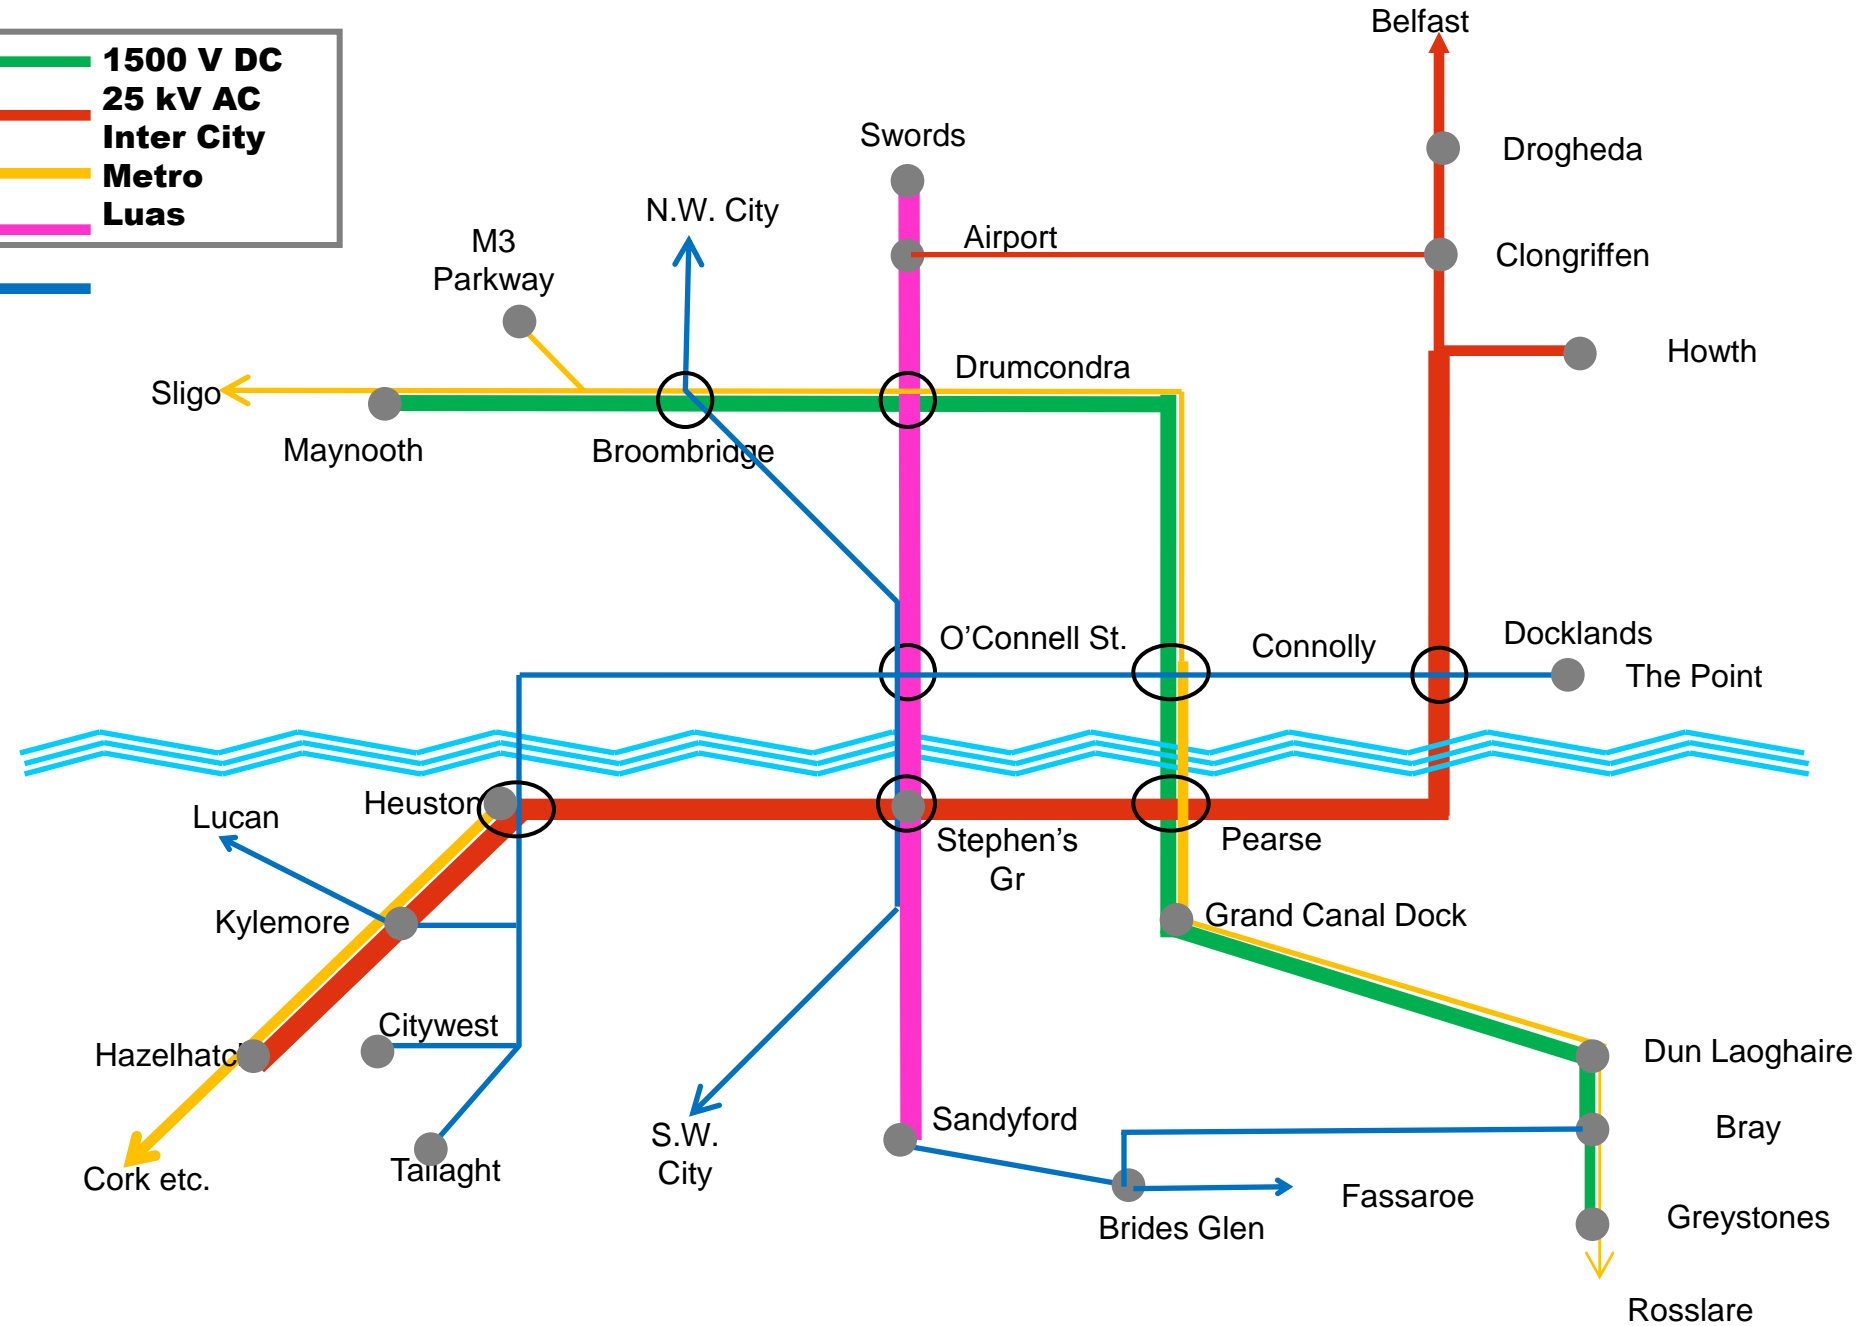 Belfast
1500 V DC
25 kV AC
Inter City
Metro
Luas
Swords
Drogheda
N.W. City
M3
Parkway
Airport
Clongriffen
Howth
Drumcondra
Sligo
Maynooth
Broombridge
O'Connell St.
Connolly
Docklands
The Point
Heuston
Lucan
Stephen's
Gr
Pearse
Kylemore
Grand Canal Dock
Citywest
Hazelhatch
Dun Laoghaire
Sandyford
Bray
S.W.
City
Tallaght
Cork etc.
Fassaroe
Brides Glen
Greystones
Rosslare